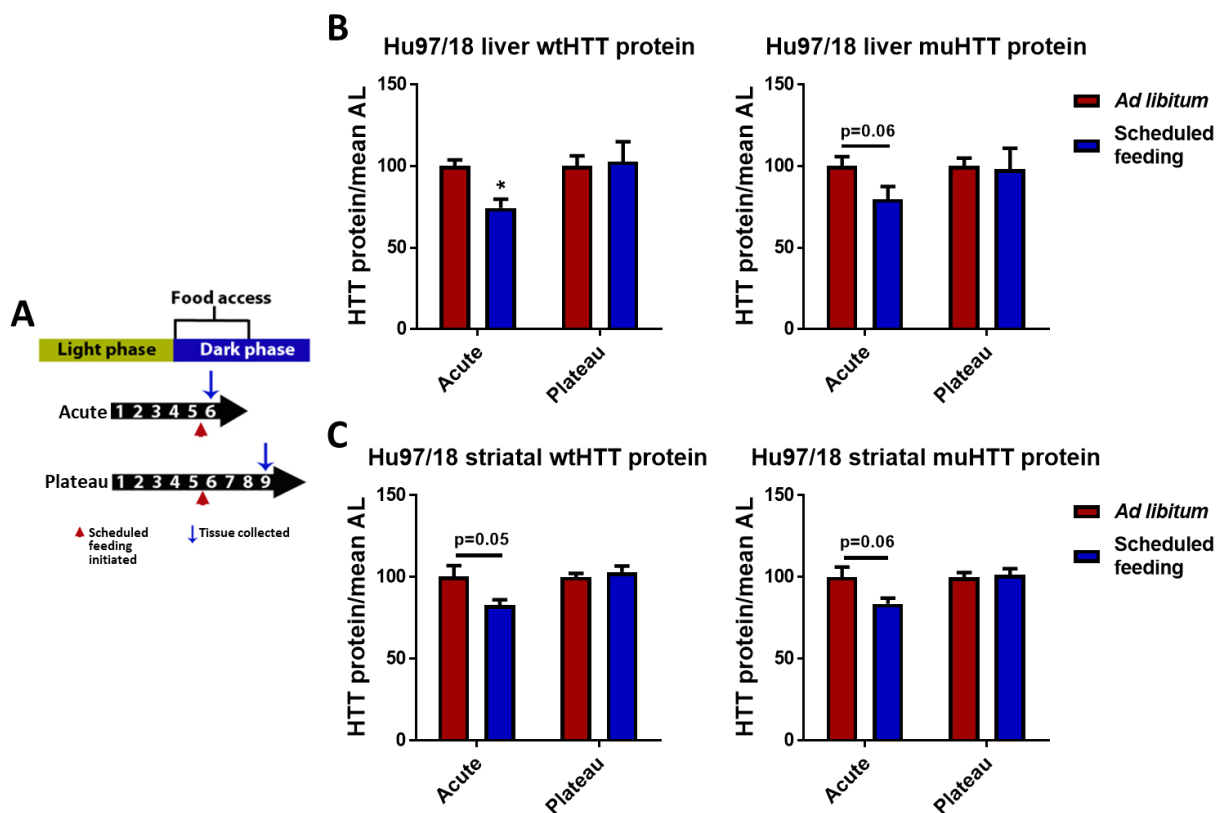 A
Food access
Light phase
Dark phase
Acute
1 2 3 4 5 6
Plateau
1 2 3 4 5 6 7 8 9
Scheduled
feeding
initiated
Tissue collected
B
Hu97/18 liver wtHTT protein
HTT protein/mean AL
150
100
50
0
*
Acute
Plateau
Hu97/18 liver muHTT protein
HTT protein/mean AL
150
100
50
0
p=0.06
Acute
Plateau
Ad libitum
Scheduled
feeding
C
Hu97/18 striatal wtHTT protein
HTT protein/mean AL
150
100
50
0
p=0.05
Acute
Plateau
Hu97/18 striatal muHTT protein
HTT protein/mean AL
150
100
50
0
p=0.06
Acute
Plateau
Ad libitum
Scheduled
feeding